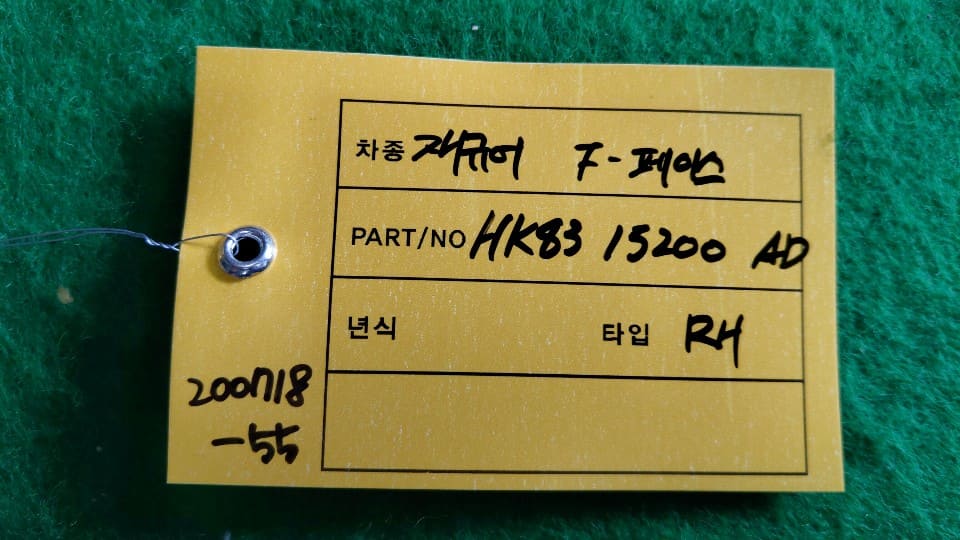 차종 재규어 F-페이스
PART/NO HK83 15200 AD
년식 타입 RH
200718
-55